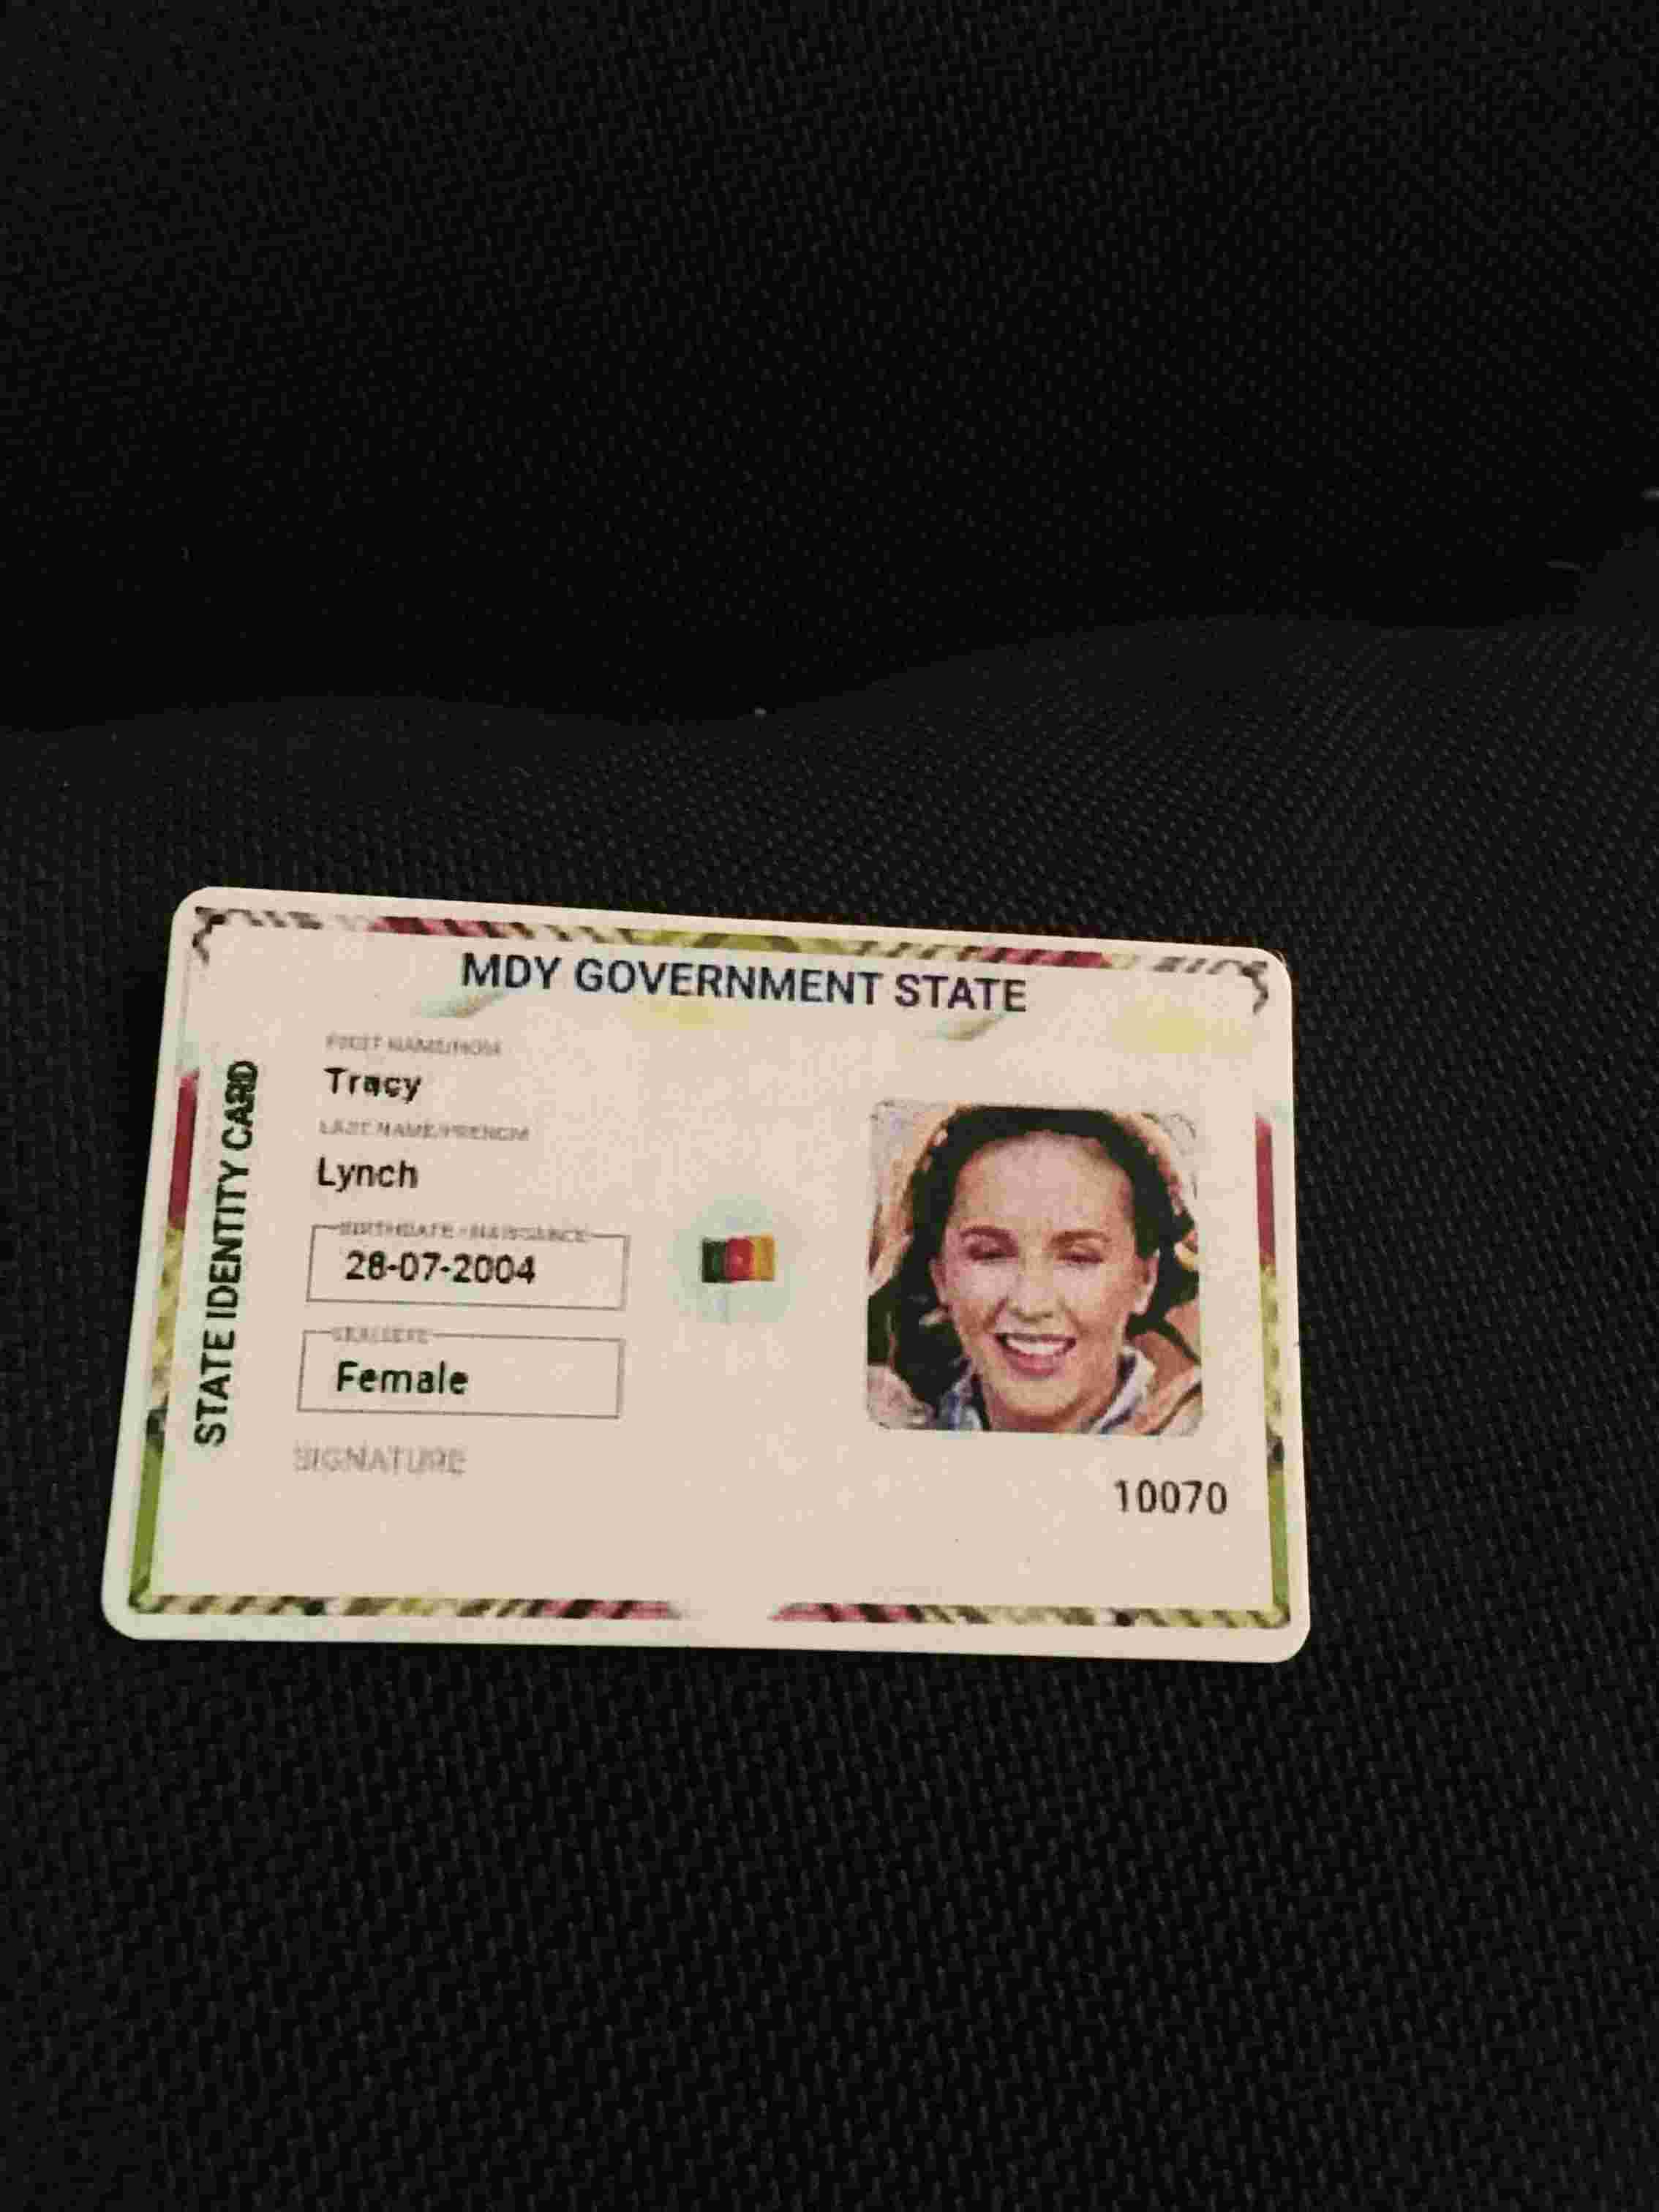 MDY GOVERNMENT STATE
STATE IDENTITY CARD
FIRST NAME/NOM
Tracy
LAST NAME/PRENOM
Lynch
BIRTHDATE - NAISSANCE
28-07-2004
Female
SIGNATURE
10070